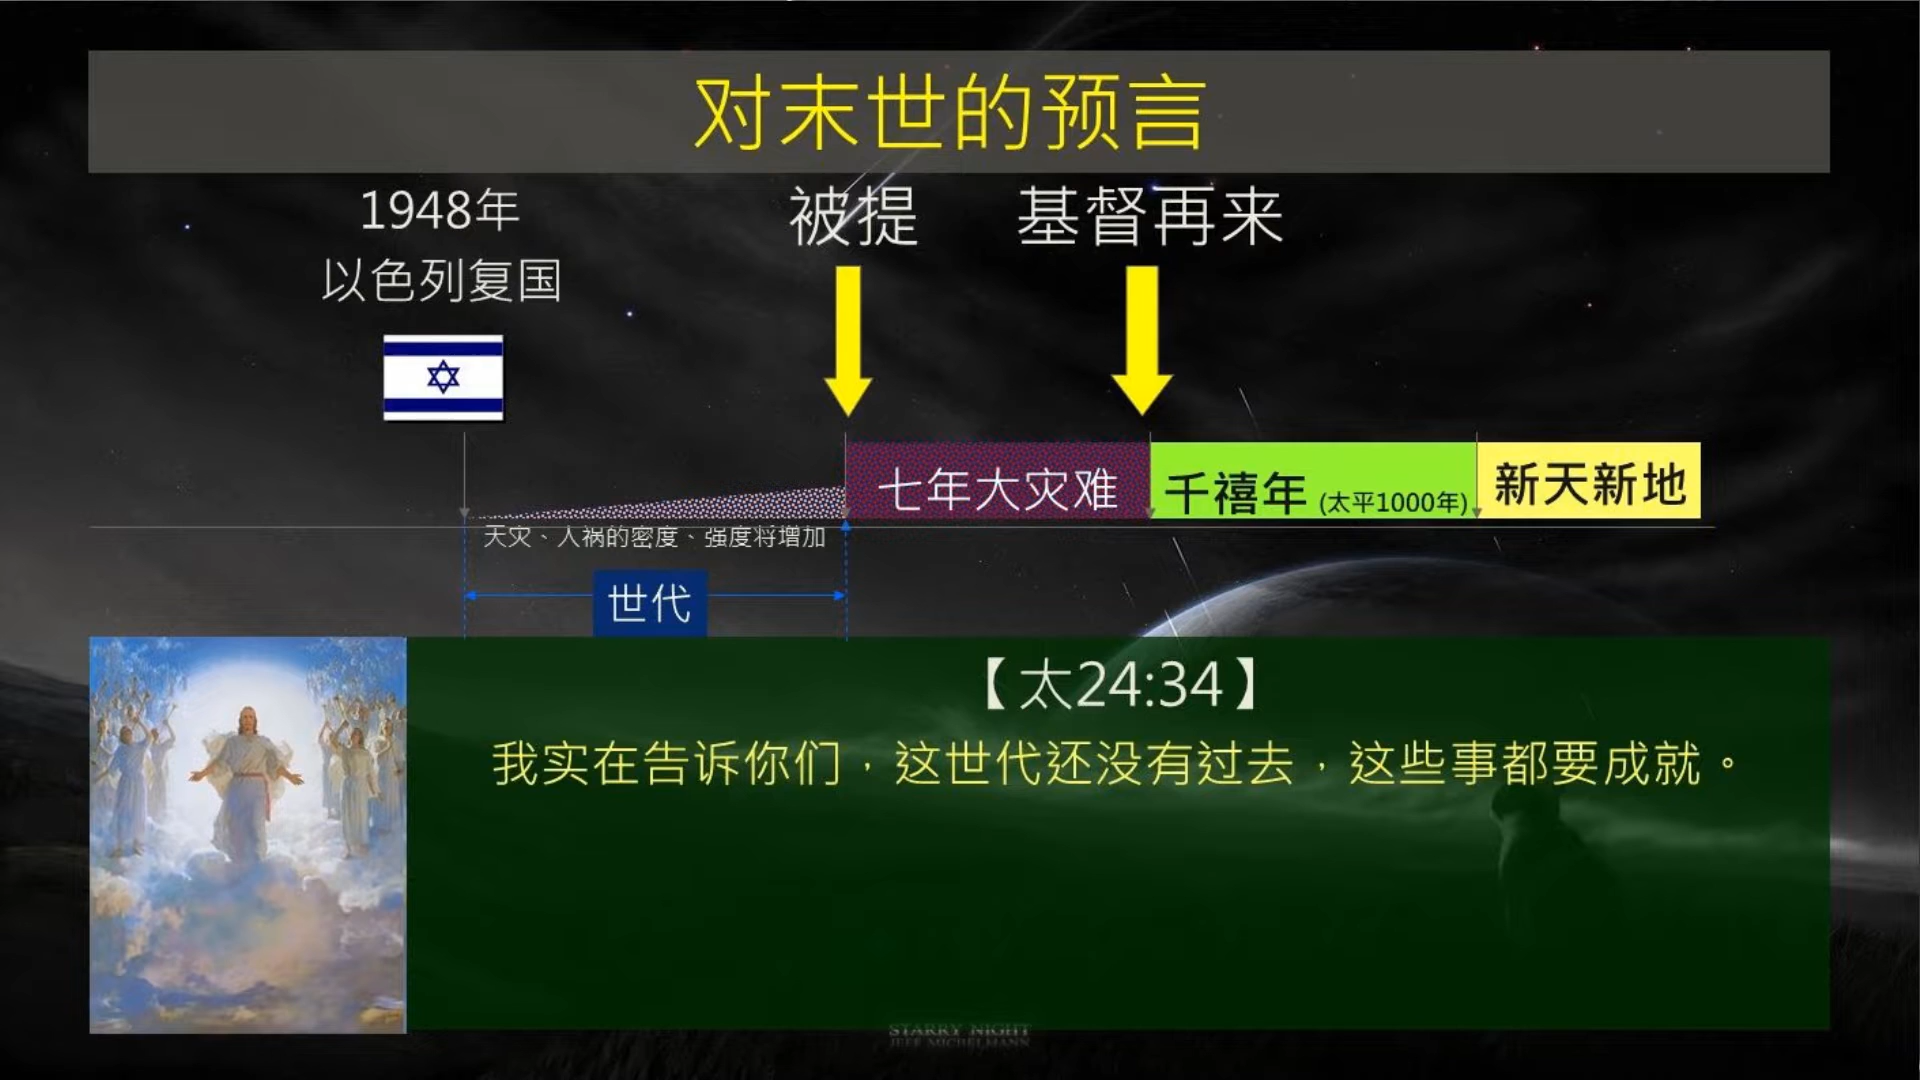 对末世的预言
1948年
以色列复国
被提
基督再来
七年大灾难
千禧年 (太平1000年)
新天新地
天灾、人祸的密度、强度将增加
世代
【太24:34】
我实在告诉你们，这世代还没有过去，这些事都要成就。
STARRY NIGHT
JEFF MICHELMANN